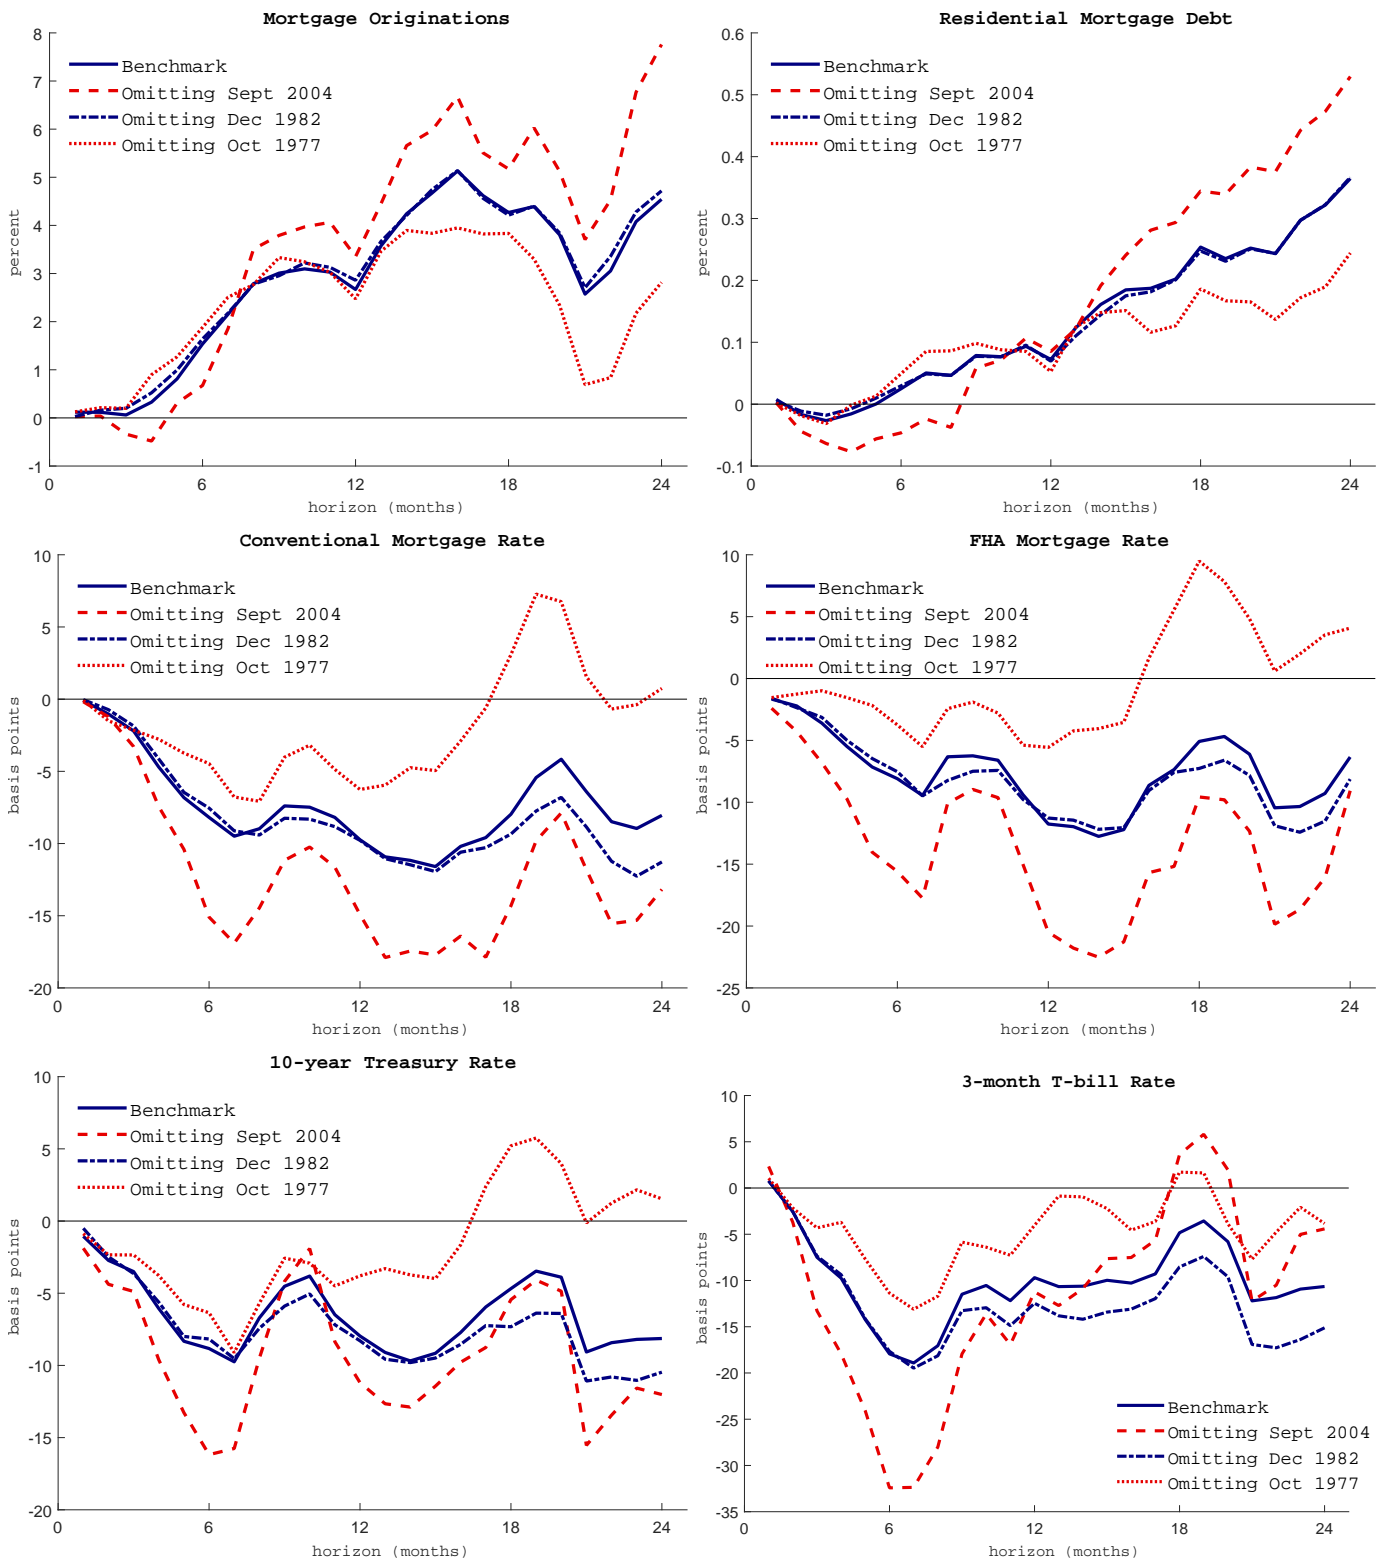 Mortgage Originations
8
7
6
5
4
3
2
1
0
-1
percent
Benchmark
Omitting Sept 2004
Omitting Dec 1982
Omitting Oct 1977
0 6 12 18 24
horizon (months)
Residential Mortgage Debt
0.6
0.5
0.4
0.3
0.2
0.1
0
-0.1
percent
Benchmark
Omitting Sept 2004
Omitting Dec 1982
Omitting Oct 1977
0 6 12 18 24
horizon (months)
Conventional Mortgage Rate
10
5
0
-5
-10
-15
-20
basis points
Benchmark
Omitting Sept 2004
Omitting Dec 1982
Omitting Oct 1977
0 6 12 18 24
horizon (months)
FHA Mortgage Rate
10
5
0
-5
-10
-15
-20
-25
basis points
Benchmark
Omitting Sept 2004
Omitting Dec 1982
Omitting Oct 1977
0 6 12 18 24
horizon (months)
10-year Treasury Rate
10
5
0
-5
-10
-15
-20
basis points
Benchmark
Omitting Sept 2004
Omitting Dec 1982
Omitting Oct 1977
0 6 12 18 24
horizon (months)
3-month T-bill Rate
10
5
0
-5
-10
-15
-20
-25
-30
-35
basis points
Benchmark
Omitting Sept 2004
Omitting Dec 1982
Omitting Oct 1977
0 6 12 18 24
horizon (months)